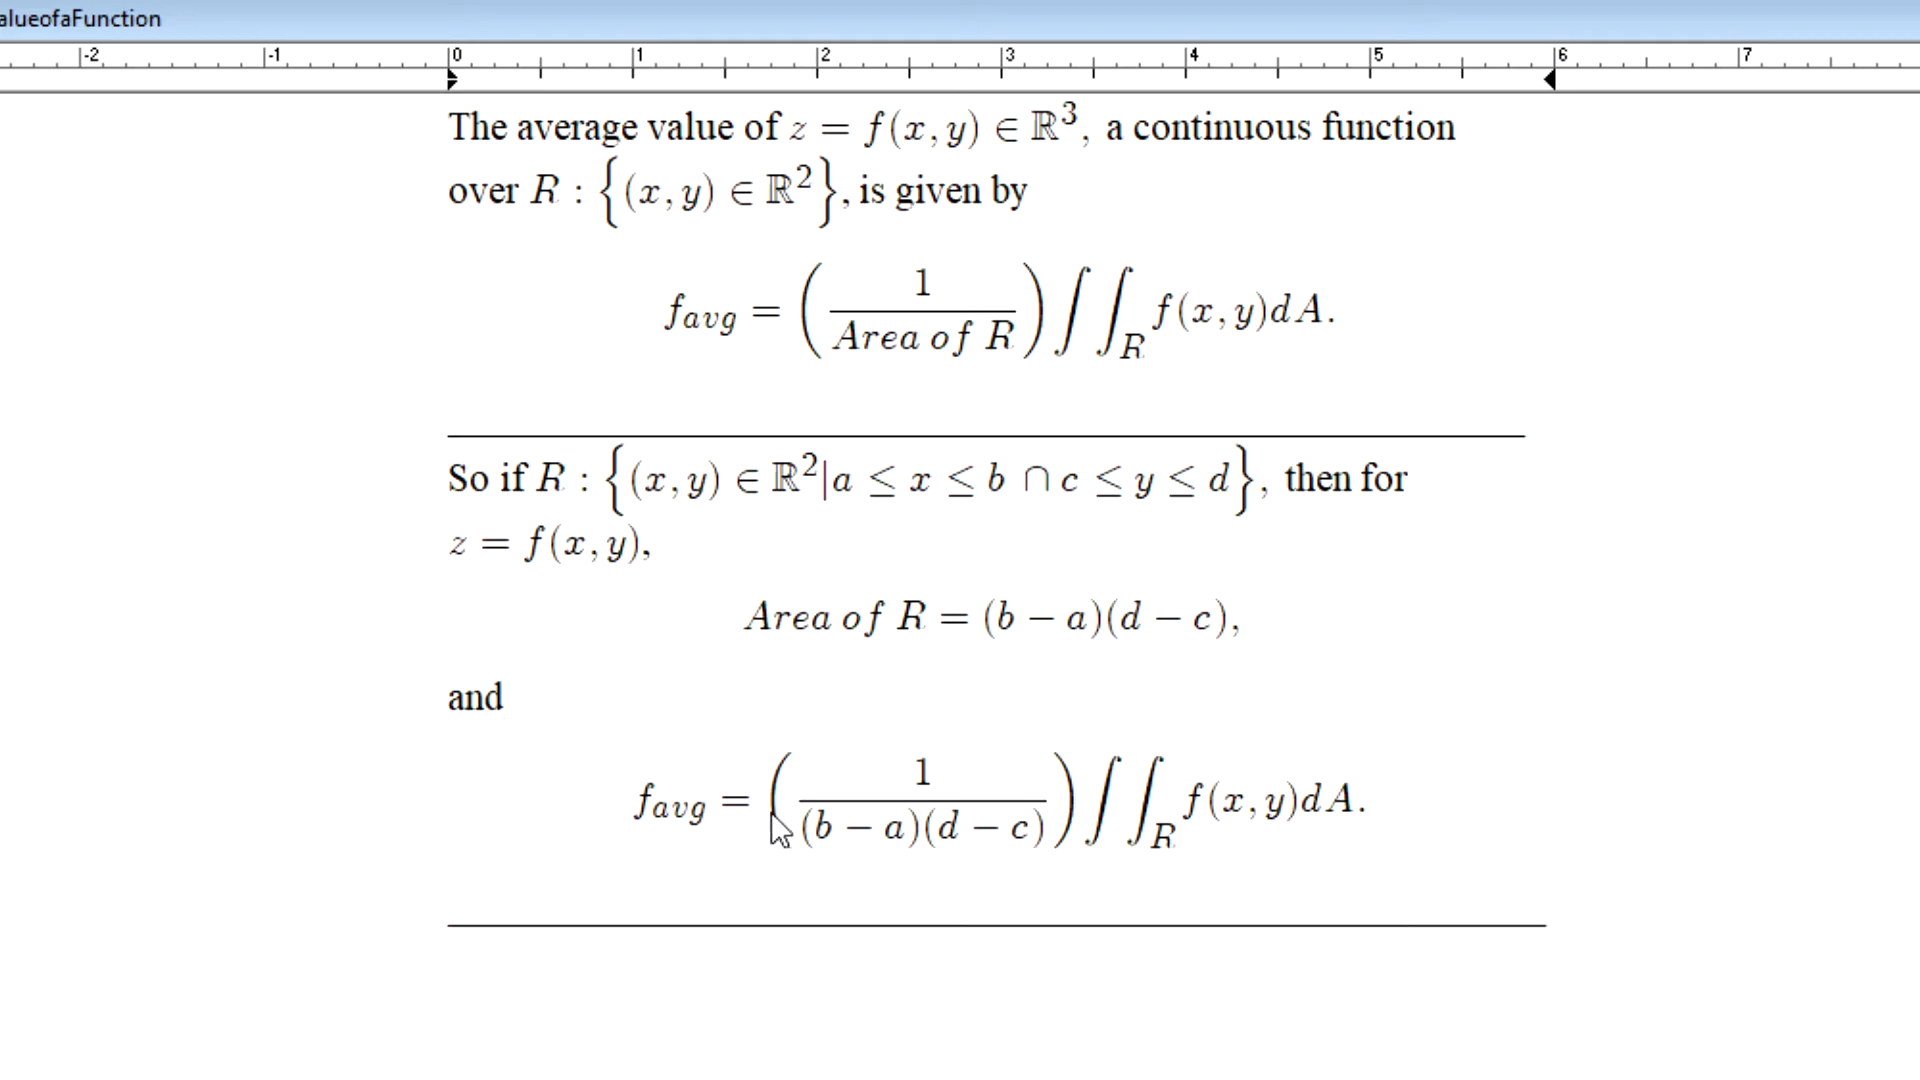 alueofaFunction
-2 -1 0 1 2 3 4 5 6 7
The average value of z = f(x, y) ∈ ℝ³, a continuous function
over R : {(x, y) ∈ ℝ²}, is given by
f_avg = (1 / Area of R) ∫∫_R f(x, y)dA.
So if R : {(x, y) ∈ ℝ²|a ≤ x ≤ b ∩ c ≤ y ≤ d}, then for
z = f(x, y),
Area of R = (b − a)(d − c),
and
f_avg = (1 / (b − a)(d − c)) ∫∫_R f(x, y)dA.